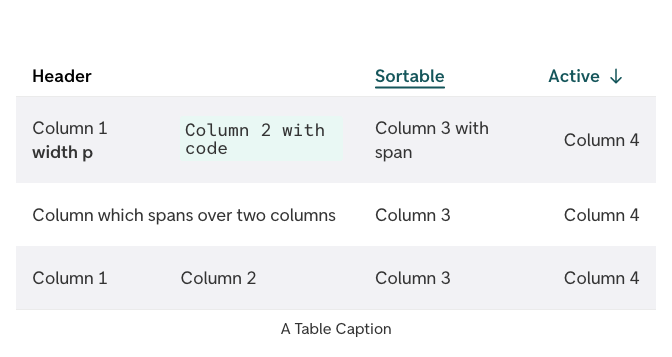 Header Sortable Active ↓
Column 1 Column 2 with Column 3 with Column 4
width p code span
Column which spans over two columns Column 3 Column 4
Column 1 Column 2 Column 3 Column 4
A Table Caption